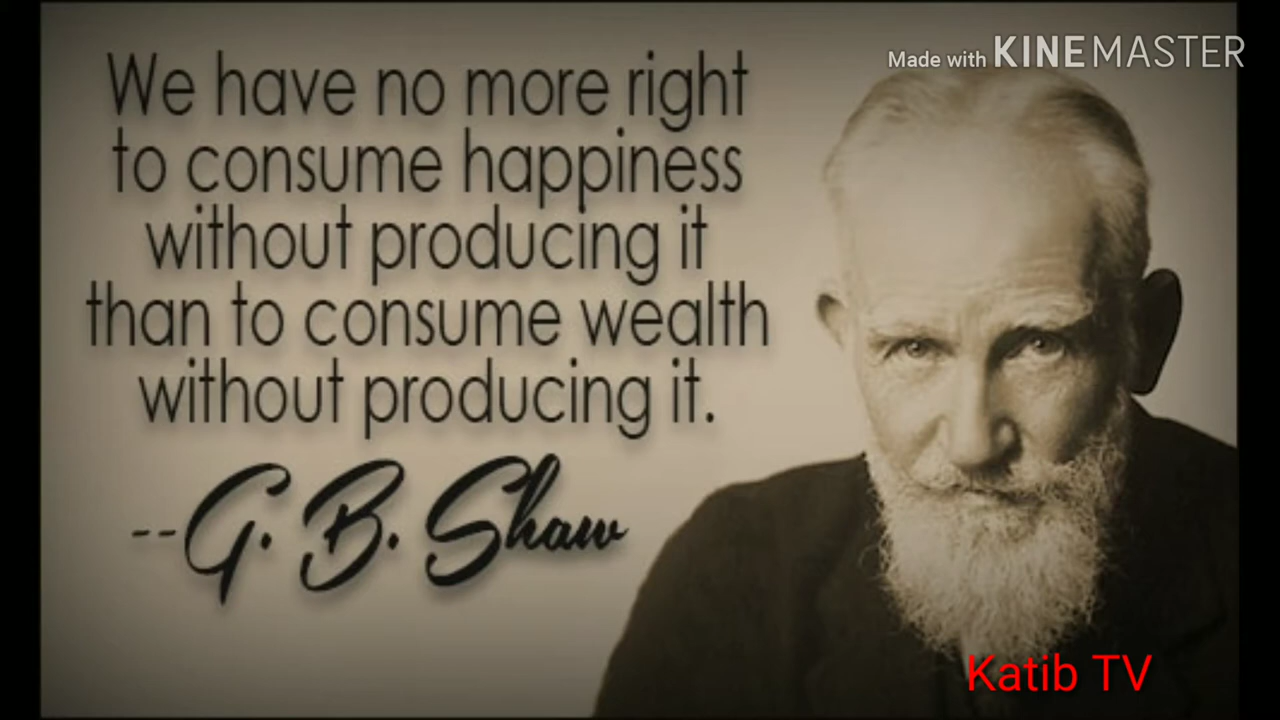 Made with KINEMASTER
We have no more right
to consume happiness
without producing it
than to consume wealth
without producing it.
--G. B. Shaw
Katib TV